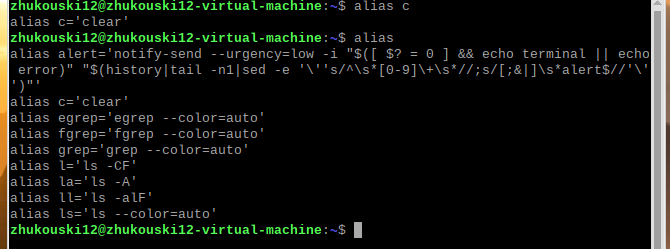 zhukouski12@zhukouski12-virtual-machine:~$ alias c
alias c='clear'
zhukouski12@zhukouski12-virtual-machine:~$ alias
alias alert='notify-send --urgency=low -i "$([ $? = 0 ] && echo terminal || echo
 error)" "$(history|tail -n1|sed -e '\''s/^\s*[0-9]\+\s*//;s/[;&|]\s*alert$//'\'
')"'
alias c='clear'
alias egrep='egrep --color=auto'
alias fgrep='fgrep --color=auto'
alias grep='grep --color=auto'
alias l='ls -CF'
alias la='ls -A'
alias ll='ls -alF'
alias ls='ls --color=auto'
zhukouski12@zhukouski12-virtual-machine:~$